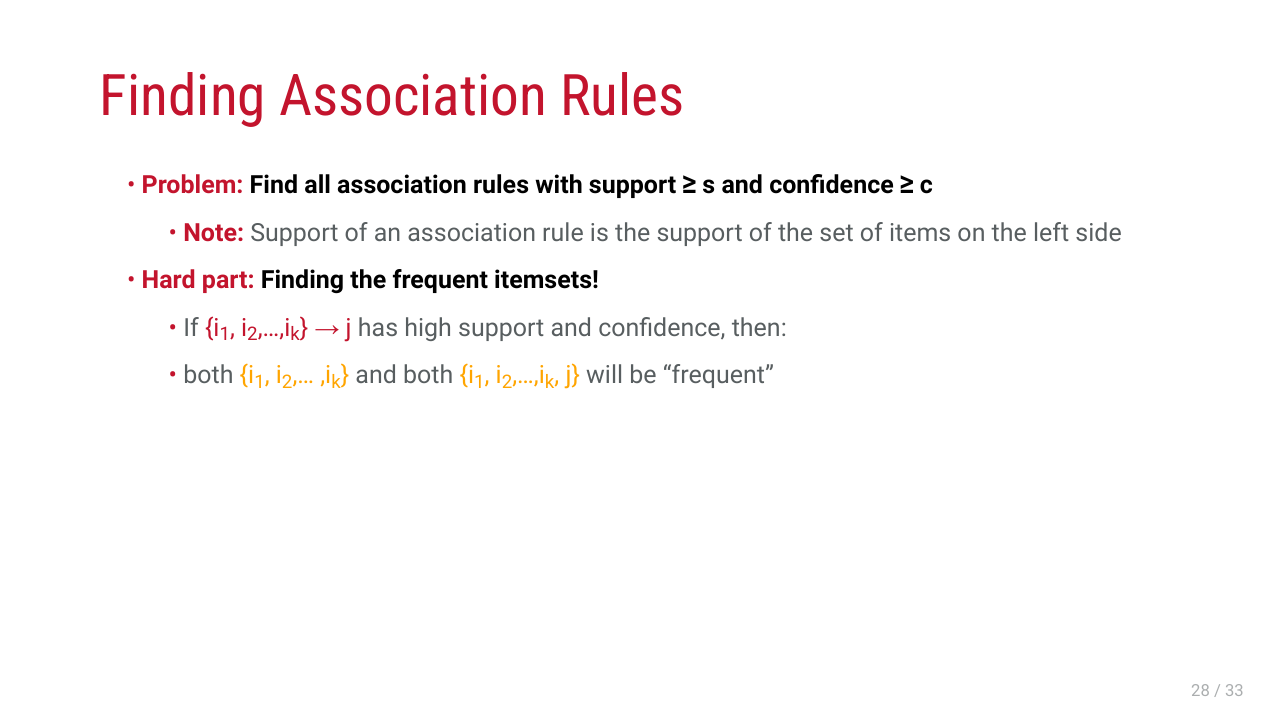 Finding Association Rules
• Problem: Find all association rules with support ≥ s and confidence ≥ c
• Note: Support of an association rule is the support of the set of items on the left side
• Hard part: Finding the frequent itemsets!
• If {i₁, i₂,…,iₖ} → j has high support and confidence, then:
• both {i₁, i₂,… ,iₖ} and both {i₁, i₂,…,iₖ, j} will be “frequent”
28 / 33